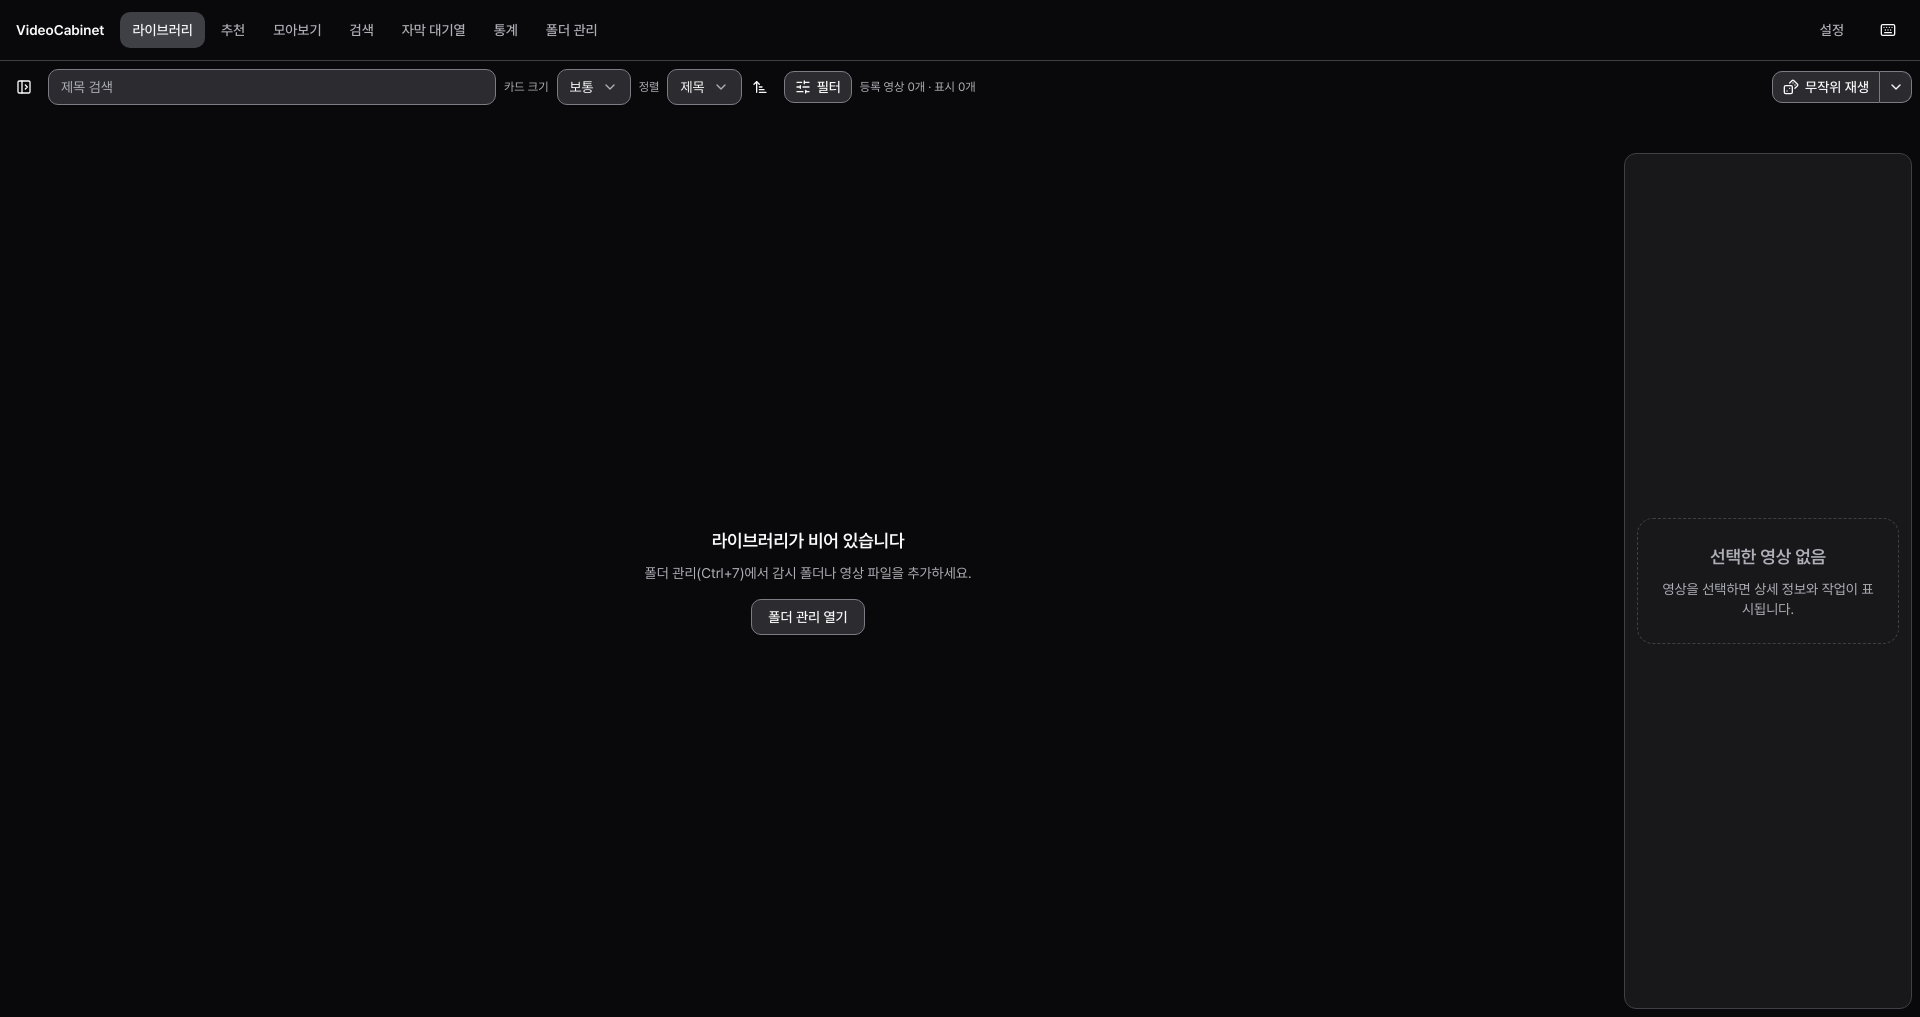 VideoCabinet 라이브러리 추천 모아보기 검색 자막 대기열 통계 폴더 관리 설정
제목 검색 카드 크기 보통 정렬 제목 필터 등록 영상 0개 · 표시 0개 무작위 재생
라이브러리가 비어 있습니다
폴더 관리(Ctrl+7)에서 감시 폴더나 영상 파일을 추가하세요.
폴더 관리 열기
선택한 영상 없음
영상을 선택하면 상세 정보와 작업이 표
시됩니다.